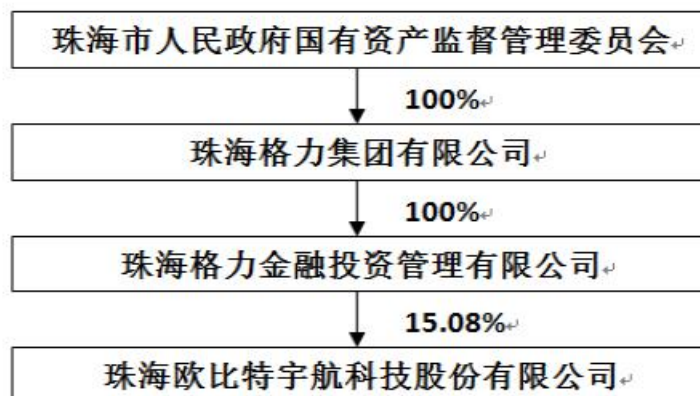 珠海市人民政府国有资产监督管理委员会
100%
珠海格力集团有限公司
100%
珠海格力金融投资管理有限公司
15.08%
珠海欧比特宇航科技股份有限公司